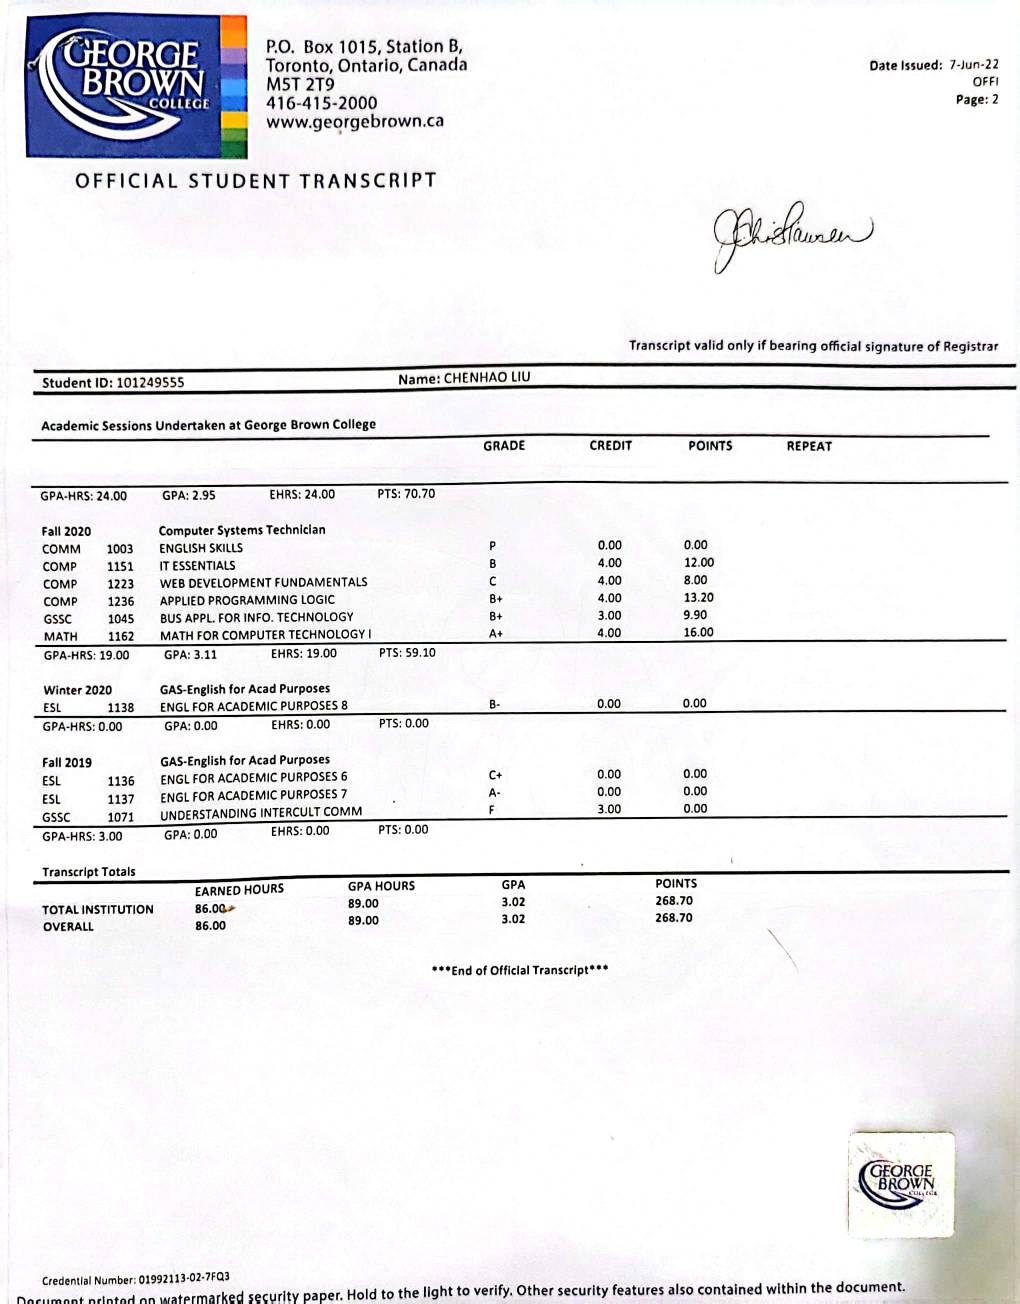 GEORGE
BROWN
COLLEGE
P.O. Box 1015, Station B,
Toronto, Ontario, Canada
M5T 2T9
416-415-2000
www.georgebrown.ca
Date Issued: 7-Jun-22
OFFI
Page: 2
OFFICIAL STUDENT TRANSCRIPT
Transcript valid only if bearing official signature of Registrar
Student ID: 101249555 Name: CHENHAO LIU
Academic Sessions Undertaken at George Brown College
GRADE CREDIT POINTS REPEAT
GPA-HRS: 24.00 GPA: 2.95 EHRS: 24.00 PTS: 70.70
Fall 2020 Computer Systems Technician
COMM 1003 ENGLISH SKILLS P 0.00 0.00
COMP 1151 IT ESSENTIALS B 4.00 12.00
COMP 1223 WEB DEVELOPMENT FUNDAMENTALS C 4.00 8.00
COMP 1236 APPLIED PROGRAMMING LOGIC B+ 4.00 13.20
GSSC 1045 BUS APPL. FOR INFO. TECHNOLOGY B+ 3.00 9.90
MATH 1162 MATH FOR COMPUTER TECHNOLOGY I A+ 4.00 16.00
GPA-HRS: 19.00 GPA: 3.11 EHRS: 19.00 PTS: 59.10
Winter 2020 GAS-English for Acad Purposes
ESL 1138 ENGL FOR ACADEMIC PURPOSES 8 B- 0.00 0.00
GPA-HRS: 0.00 GPA: 0.00 EHRS: 0.00 PTS: 0.00
Fall 2019 GAS-English for Acad Purposes
ESL 1136 ENGL FOR ACADEMIC PURPOSES 6 C+ 0.00 0.00
ESL 1137 ENGL FOR ACADEMIC PURPOSES 7 A- 0.00 0.00
GSSC 1071 UNDERSTANDING INTERCULT COMM F 3.00 0.00
GPA-HRS: 3.00 GPA: 0.00 EHRS: 0.00 PTS: 0.00
Transcript Totals
EARNED HOURS GPA HOURS GPA POINTS
TOTAL INSTITUTION 86.00 89.00 3.02 268.70
OVERALL 86.00 89.00 3.02 268.70
***End of Official Transcript***
GEORGE
BROWN
COLLEGE
Credential Number: 01992113-02-7FQ3
Document printed on watermarked security paper. Hold to the light to verify. Other security features also contained within the document.